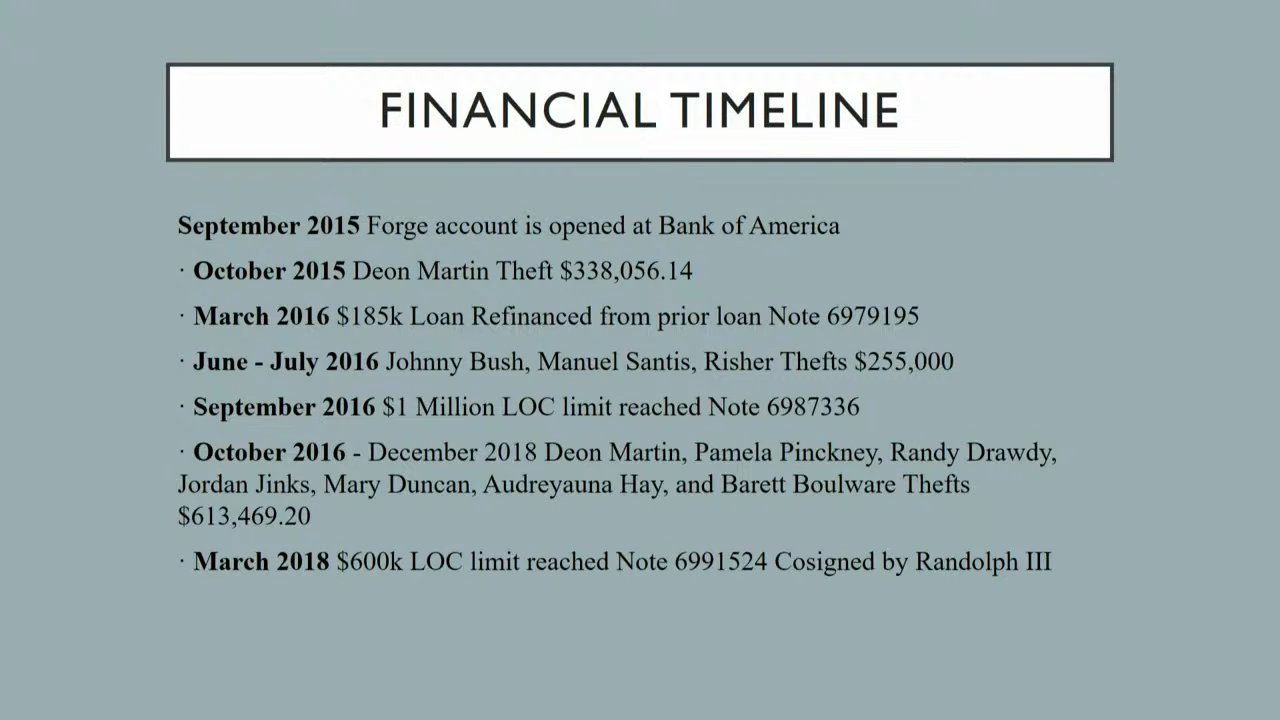 FINANCIAL TIMELINE
September 2015 Forge account is opened at Bank of America
· October 2015 Deon Martin Theft $338,056.14
· March 2016 $185k Loan Refinanced from prior loan Note 6979195
· June - July 2016 Johnny Bush, Manuel Santis, Risher Thefts $255,000
· September 2016 $1 Million LOC limit reached Note 6987336
· October 2016 - December 2018 Deon Martin, Pamela Pinckney, Randy Drawdy,
Jordan Jinks, Mary Duncan, Audreyauna Hay, and Barett Boulware Thefts
$613,469.20
· March 2018 $600k LOC limit reached Note 6991524 Cosigned by Randolph III